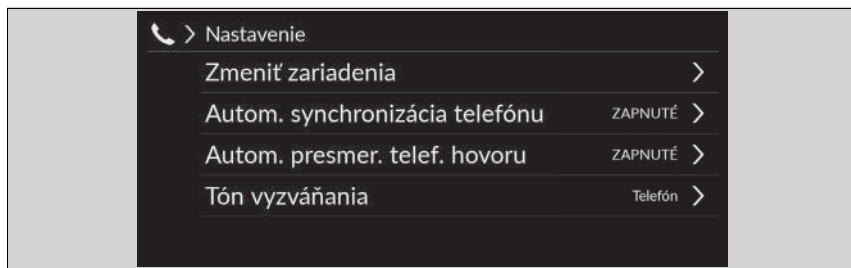 Nastavenie
Zmeniť zariadenia
Autom. synchronizácia telefónu ZAPNUTÉ
Autom. presmer. telef. hovoru ZAPNUTÉ
Tón vyzváňania Telefón